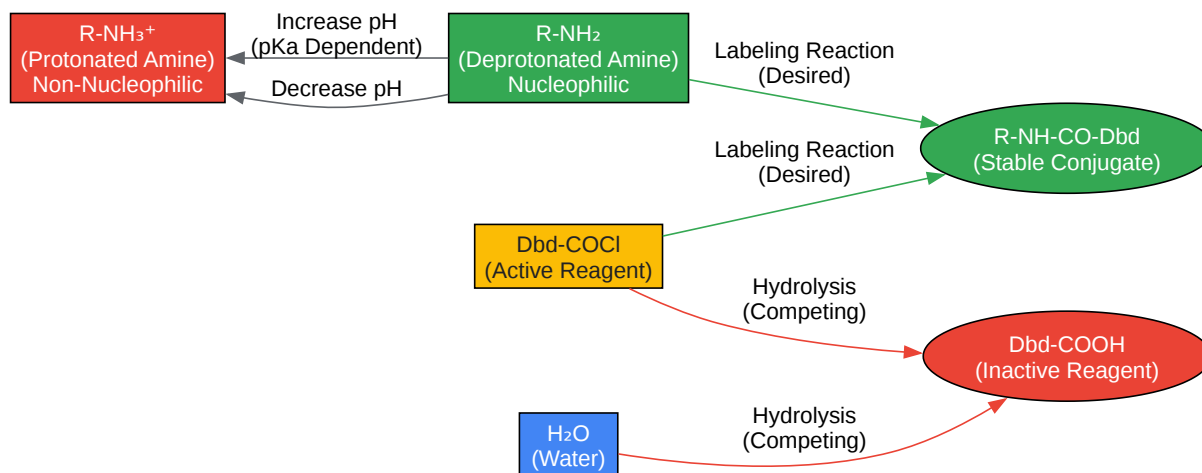 R-NH₃⁺
(Protonated Amine)
Non-Nucleophilic
Increase pH
(pKa Dependent)
Decrease pH
R-NH₂
(Deprotonated Amine)
Nucleophilic
Labeling Reaction
(Desired)
R-NH-CO-Dbd
(Stable Conjugate)
Labeling Reaction
(Desired)
Dbd-COCl
(Active Reagent)
Hydrolysis
(Competing)
Dbd-COOH
(Inactive Reagent)
Hydrolysis
(Competing)
H₂O
(Water)